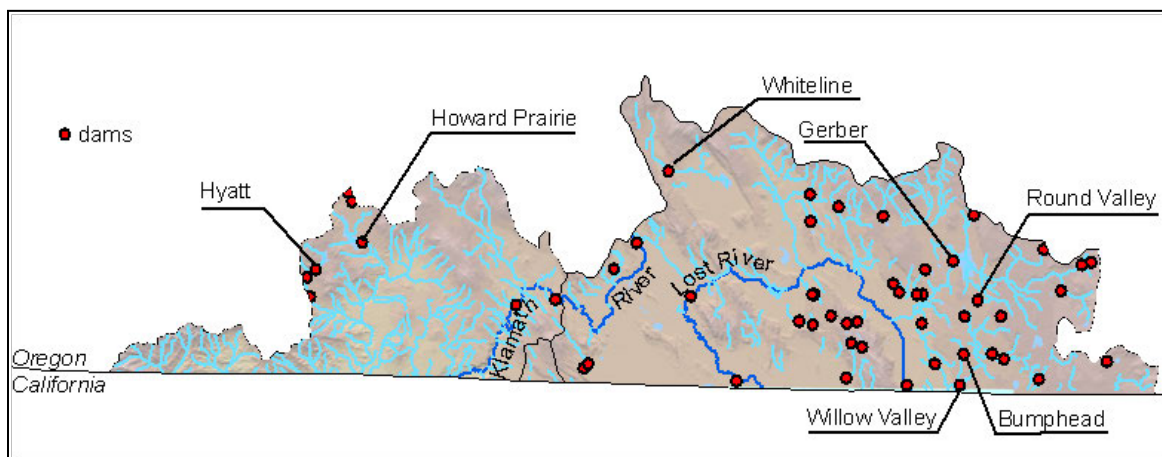 Whiteline
Howard Prairie
Gerber
dams
Hyatt
Round Valley
Lost River
River
Klamath
Oregon
California
Willow Valley
Bumphead